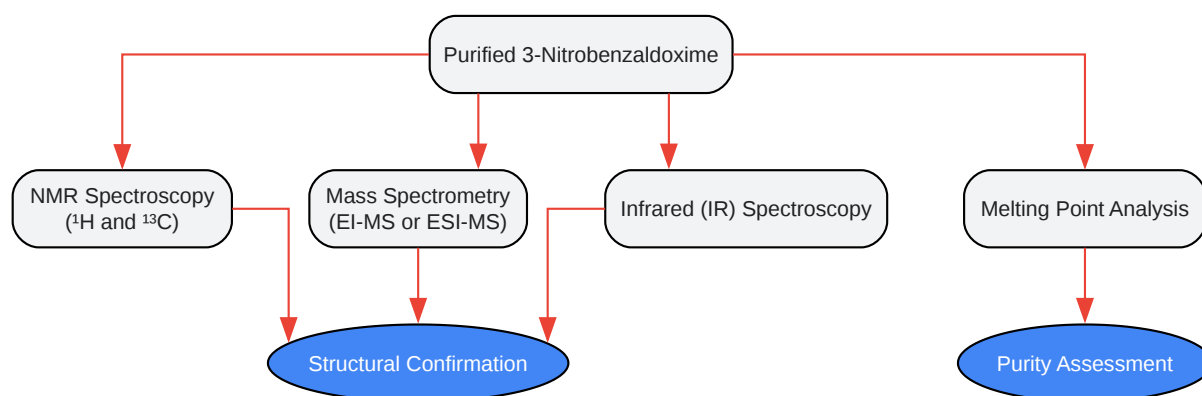 Purified 3-Nitrobenzaldoxime
NMR Spectroscopy
(¹H and ¹³C)
Mass Spectrometry
(EI-MS or ESI-MS)
Infrared (IR) Spectroscopy
Melting Point Analysis
Structural Confirmation
Purity Assessment